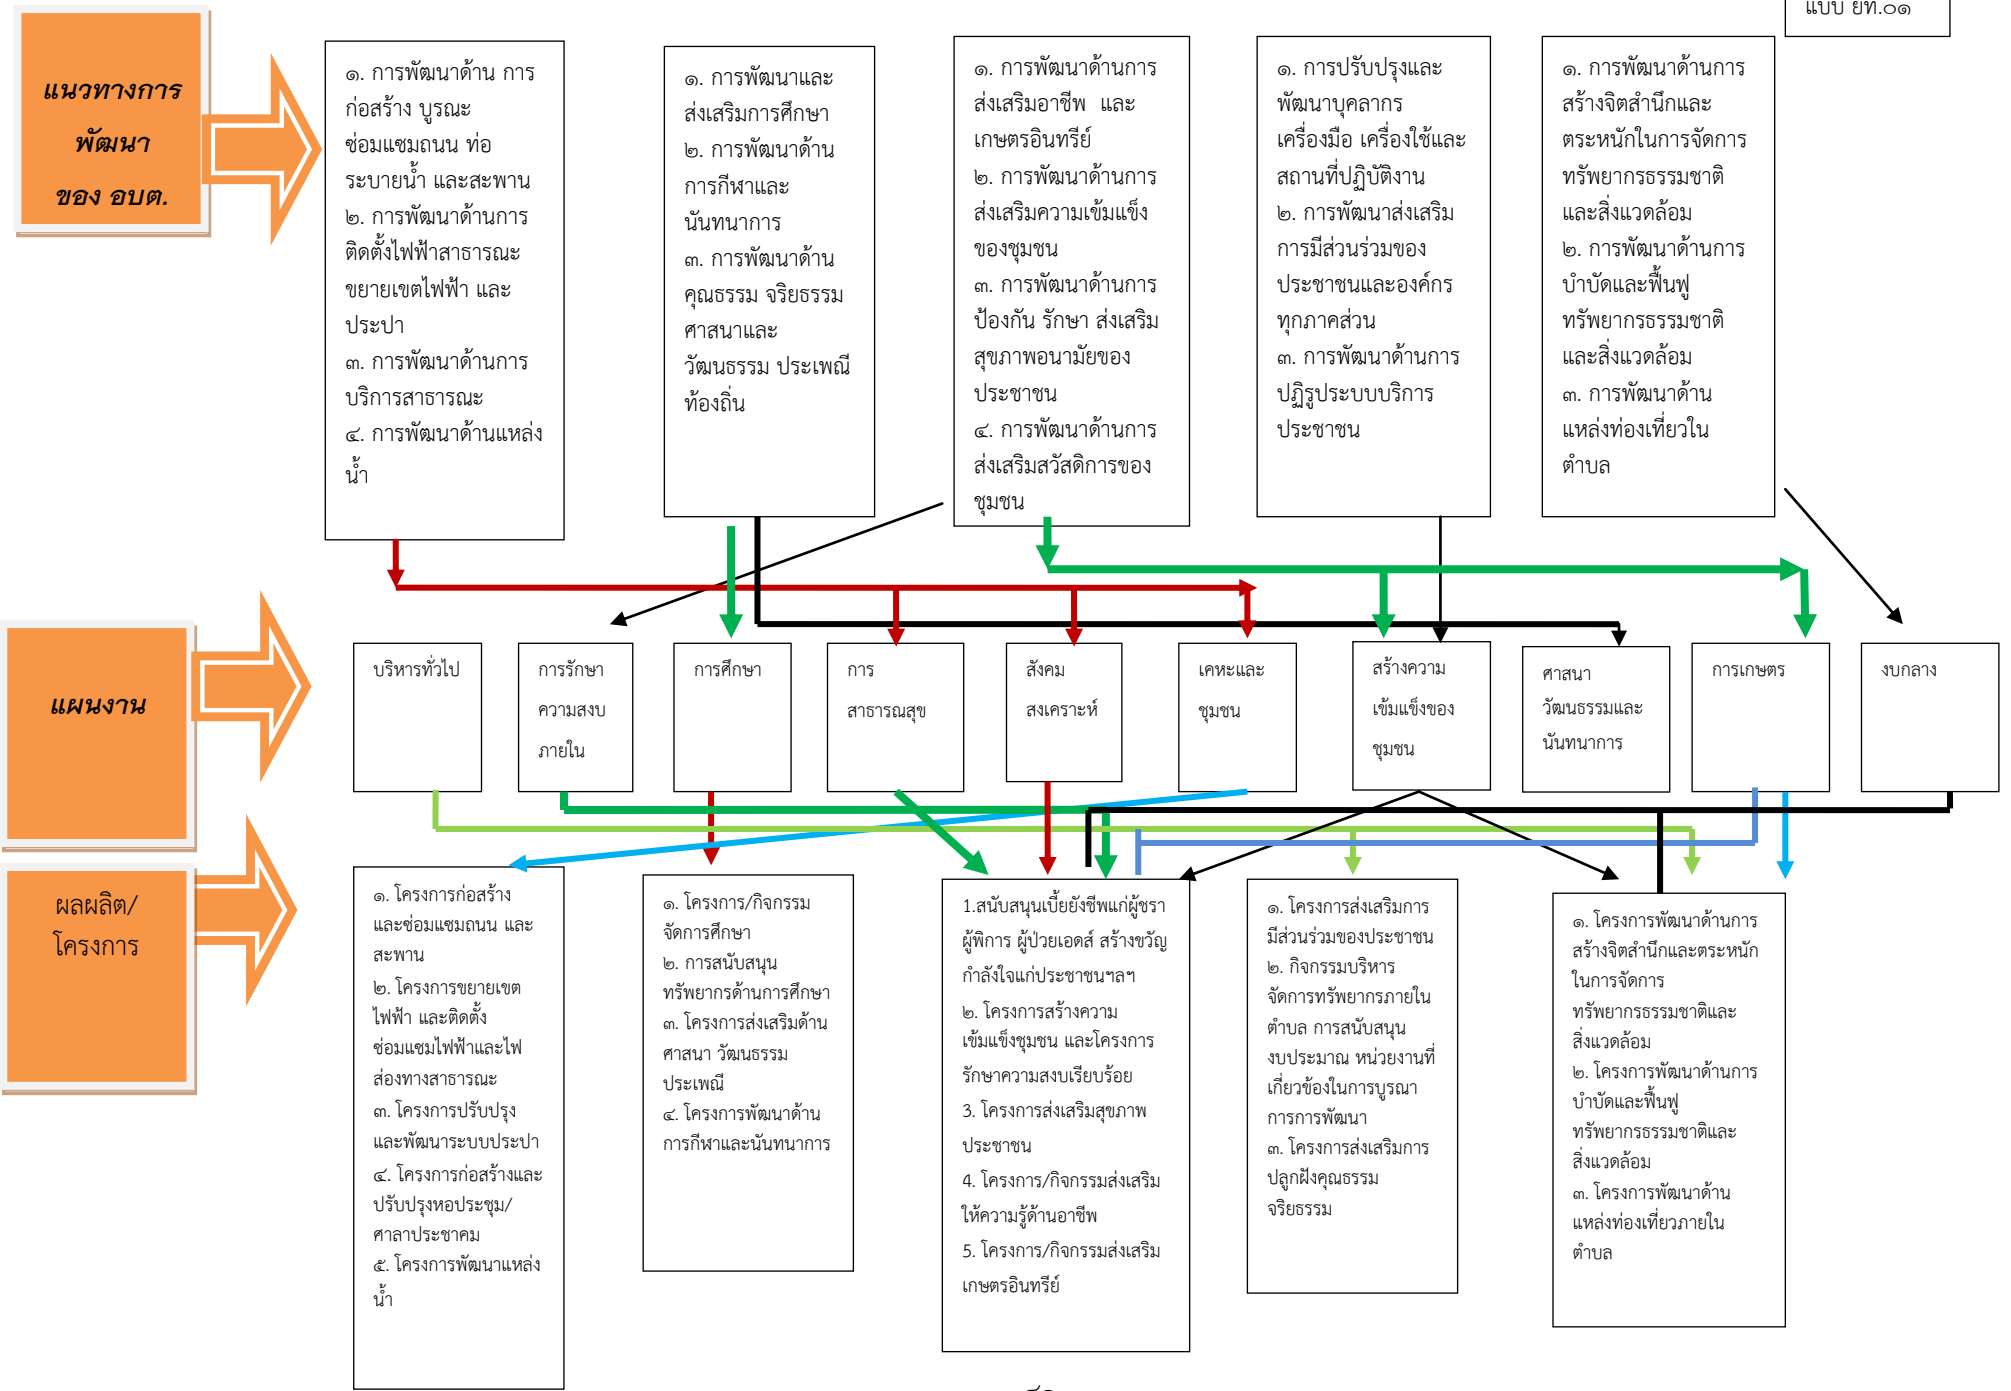 แบบ ยท.๐๑
แนวทางการ
พัฒนา
ของ อบต.
๑. การพัฒนาด้าน การ
ก่อสร้าง บูรณะ
ซ่อมแซมถนน ท่อ
ระบายน้ำ และสะพาน
๒. การพัฒนาด้านการ
ติดตั้งไฟฟ้าสาธารณะ
ขยายเขตไฟฟ้า และ
ประปา
๓. การพัฒนาด้านการ
บริการสาธารณะ
๔. การพัฒนาด้านแหล่ง
น้ำ
๑. การพัฒนาและ
ส่งเสริมการศึกษา
๒. การพัฒนาด้าน
การกีฬาและ
นันทนาการ
๓. การพัฒนาด้าน
คุณธรรม จริยธรรม
ศาสนาและ
วัฒนธรรม ประเพณี
ท้องถิ่น
๑. การพัฒนาด้านการ
ส่งเสริมอาชีพ และ
เกษตรอินทรีย์
๒. การพัฒนาด้านการ
ส่งเสริมความเข้มแข็ง
ของชุมชน
๓. การพัฒนาด้านการ
ป้องกัน รักษา ส่งเสริม
สุขภาพอนามัยของ
ประชาชน
๔. การพัฒนาด้านการ
ส่งเสริมสวัสดิการของ
ชุมชน
๑. การปรับปรุงและ
พัฒนาบุคลากร
เครื่องมือ เครื่องใช้และ
สถานที่ปฏิบัติงาน
๒. การพัฒนาส่งเสริม
การมีส่วนร่วมของ
ประชาชนและองค์กร
ทุกภาคส่วน
๓. การพัฒนาด้านการ
ปฏิรูประบบบริการ
ประชาชน
๑. การพัฒนาด้านการ
สร้างจิตสำนึกและ
ตระหนักในการจัดการ
ทรัพยากรธรรมชาติ
และสิ่งแวดล้อม
๒. การพัฒนาด้านการ
บำบัดและฟื้นฟู
ทรัพยากรธรรมชาติ
และสิ่งแวดล้อม
๓. การพัฒนาด้าน
แหล่งท่องเที่ยวใน
ตำบล
แผนงาน
บริหารทั่วไป
การรักษา
ความสงบ
ภายใน
การศึกษา
การ
สาธารณสุข
สังคม
สงเคราะห์
เคหะและ
ชุมชน
สร้างความ
เข้มแข็งของ
ชุมชน
ศาสนา
วัฒนธรรมและ
นันทนาการ
การเกษตร
งบกลาง
ผลผลิต/
โครงการ
๑. โครงการก่อสร้าง
และซ่อมแซมถนน และ
สะพาน
๒. โครงการขยายเขต
ไฟฟ้า และติดตั้ง
ซ่อมแซมไฟฟ้าและไฟ
ส่องทางสาธารณะ
๓. โครงการปรับปรุง
และพัฒนาระบบประปา
๔. โครงการก่อสร้างและ
ปรับปรุงหอประชุม/
ศาลาประชาคม
๕. โครงการพัฒนาแหล่ง
น้ำ
๑. โครงการ/กิจกรรม
จัดการศึกษา
๒. การสนับสนุน
ทรัพยากรด้านการศึกษา
๓. โครงการส่งเสริมด้าน
ศาสนา วัฒนธรรม
ประเพณี
๔. โครงการพัฒนาด้าน
การกีฬาและนันทนาการ
1.สนับสนุนเบี้ยยังชีพแก่ผู้ชรา
ผู้พิการ ผู้ป่วยเอดส์ สร้างขวัญ
กำลังใจแก่ประชาชนฯลฯ
๒. โครงการสร้างความ
เข้มแข็งชุมชน และโครงการ
รักษาความสงบเรียบร้อย
3. โครงการส่งเสริมสุขภาพ
ประชาชน
4. โครงการ/กิจกรรมส่งเสริม
ให้ความรู้ด้านอาชีพ
5. โครงการ/กิจกรรมส่งเสริม
เกษตรอินทรีย์
๑. โครงการส่งเสริมการ
มีส่วนร่วมของประชาชน
๒. กิจกรรมบริหาร
จัดการทรัพยากรภายใน
ตำบล การสนับสนุน
งบประมาณ หน่วยงานที่
เกี่ยวข้องในการบูรณา
การการพัฒนา
๓. โครงการส่งเสริมการ
ปลูกฝังคุณธรรม
จริยธรรม
๑. โครงการพัฒนาด้านการ
สร้างจิตสำนึกและตระหนัก
ในการจัดการ
ทรัพยากรธรรมชาติและ
สิ่งแวดล้อม
๒. โครงการพัฒนาด้านการ
บำบัดและฟื้นฟู
ทรัพยากรธรรมชาติและ
สิ่งแวดล้อม
๓. โครงการพัฒนาด้าน
แหล่งท่องเที่ยวภายใน
ตำบล